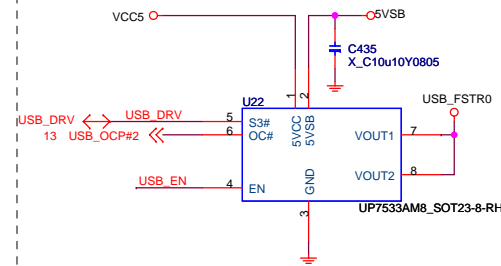 VCC5
5VSB
C435
X_C10u10Y0805
U22
USB_FSTR0
1
2
USB_DRV
USB_DRV
5
S3#
5VCC
5VSB
VOUT1
7
13
USB_OCP#2
6
OC#
USB_EN
4
EN
GND
VOUT2
8
3
UP7533AM8_SOT23-8-RH